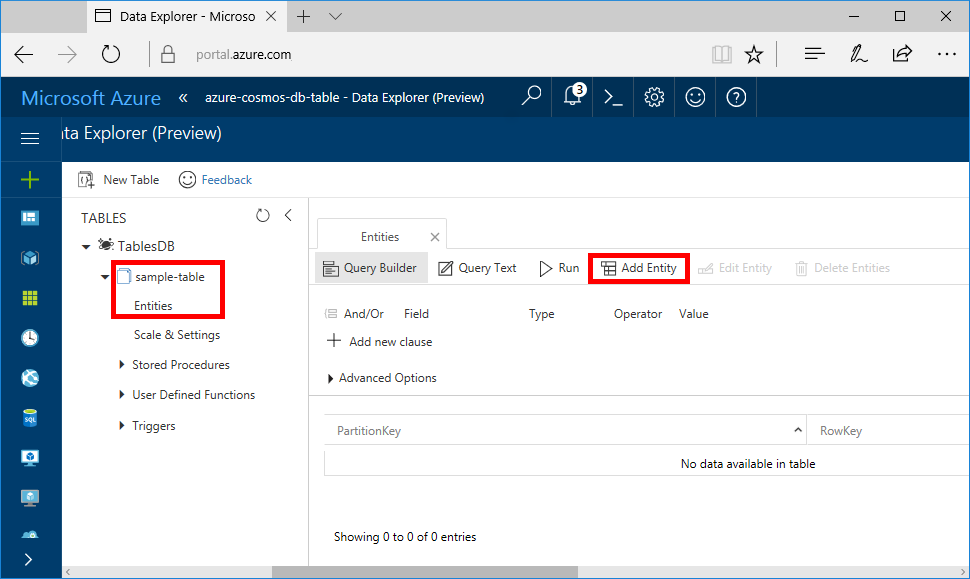 Data Explorer - Microso
portal.azure.com
Microsoft Azure « azure-cosmos-db-table - Data Explorer (Preview) 3
ta Explorer (Preview)
New Table Feedback
TABLES
TablesDB
sample-table
Entities
Scale & Settings
Stored Procedures
User Defined Functions
Triggers
Entities
Query Builder Query Text Run Add Entity Edit Entity Delete Entities
And/Or Field Type Operator Value
Add new clause
Advanced Options
PartitionKey RowKey
No data available in table
Showing 0 to 0 of 0 entries
SQL